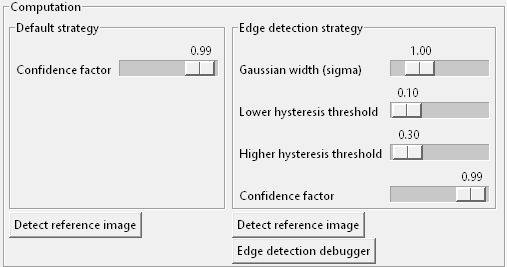 Computation
Default strategy
0.99
Confidence factor
Detect reference image
Edge detection strategy
1.00
Gaussian width (sigma)
0.10
Lower hysteresis threshold
0.30
Higher hysteresis threshold
0.99
Confidence factor
Detect reference image
Edge detection debugger